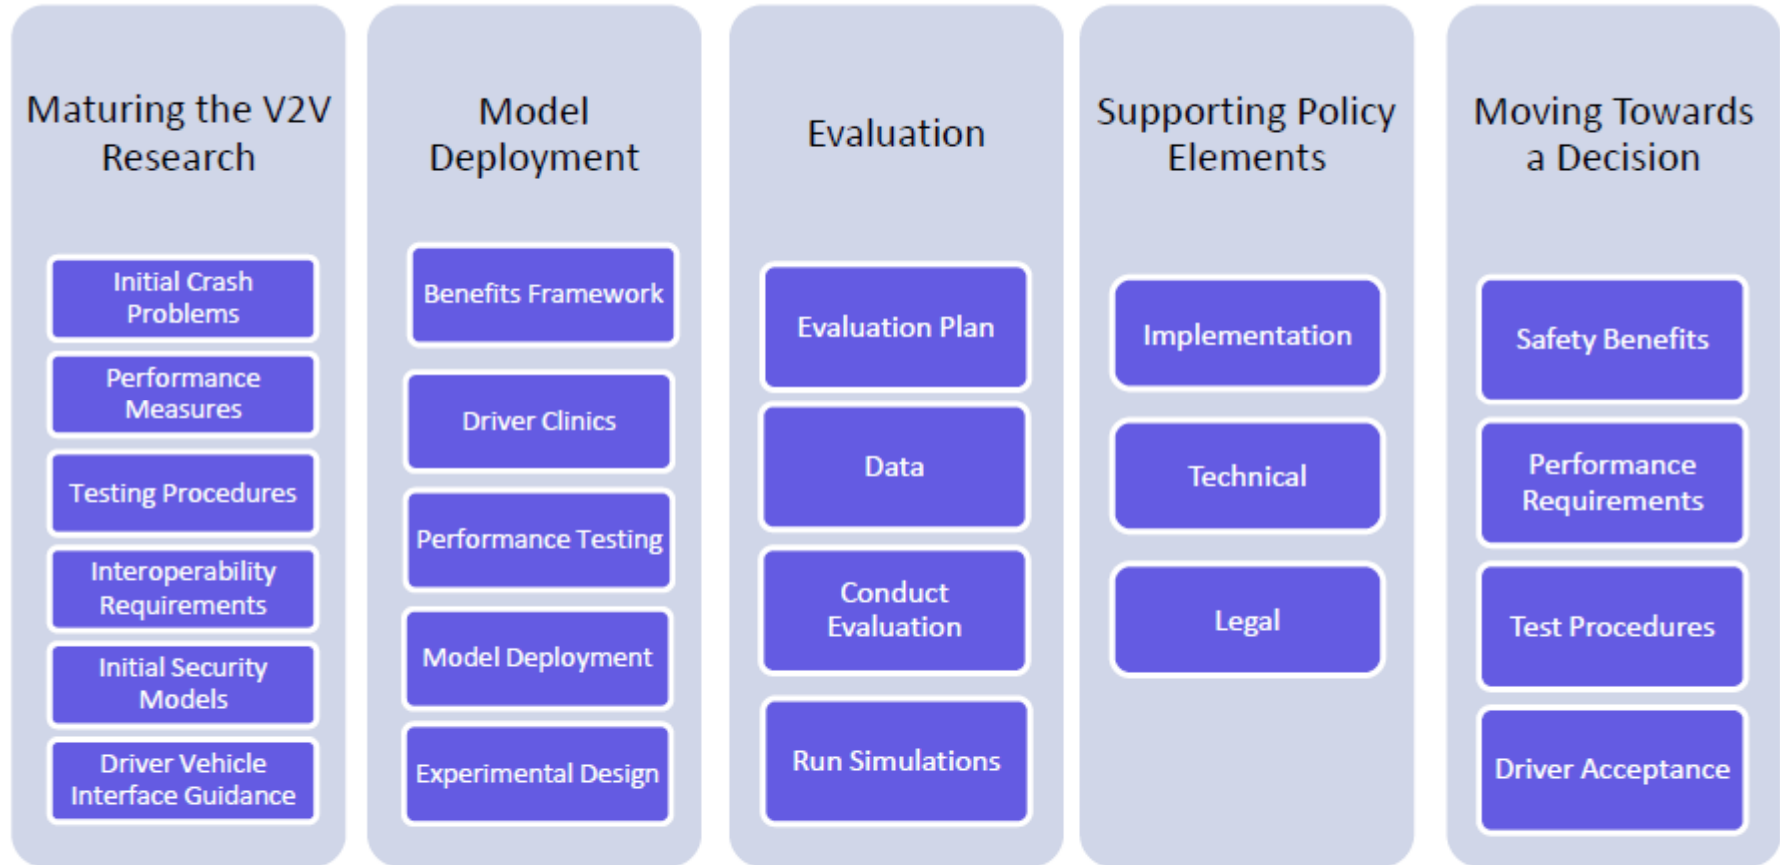 Maturing the V2V
Research
Initial Crash
Problems
Performance
Measures
Testing Procedures
Interoperability
Requirements
Initial Security
Models
Driver Vehicle
Interface Guidance
Model
Deployment
Benefits Framework
Driver Clinics
Performance Testing
Model Deployment
Experimental Design
Evaluation
Evaluation Plan
Data
Conduct
Evaluation
Run Simulations
Supporting Policy
Elements
Implementation
Technical
Legal
Moving Towards
a Decision
Safety Benefits
Performance
Requirements
Test Procedures
Driver Acceptance